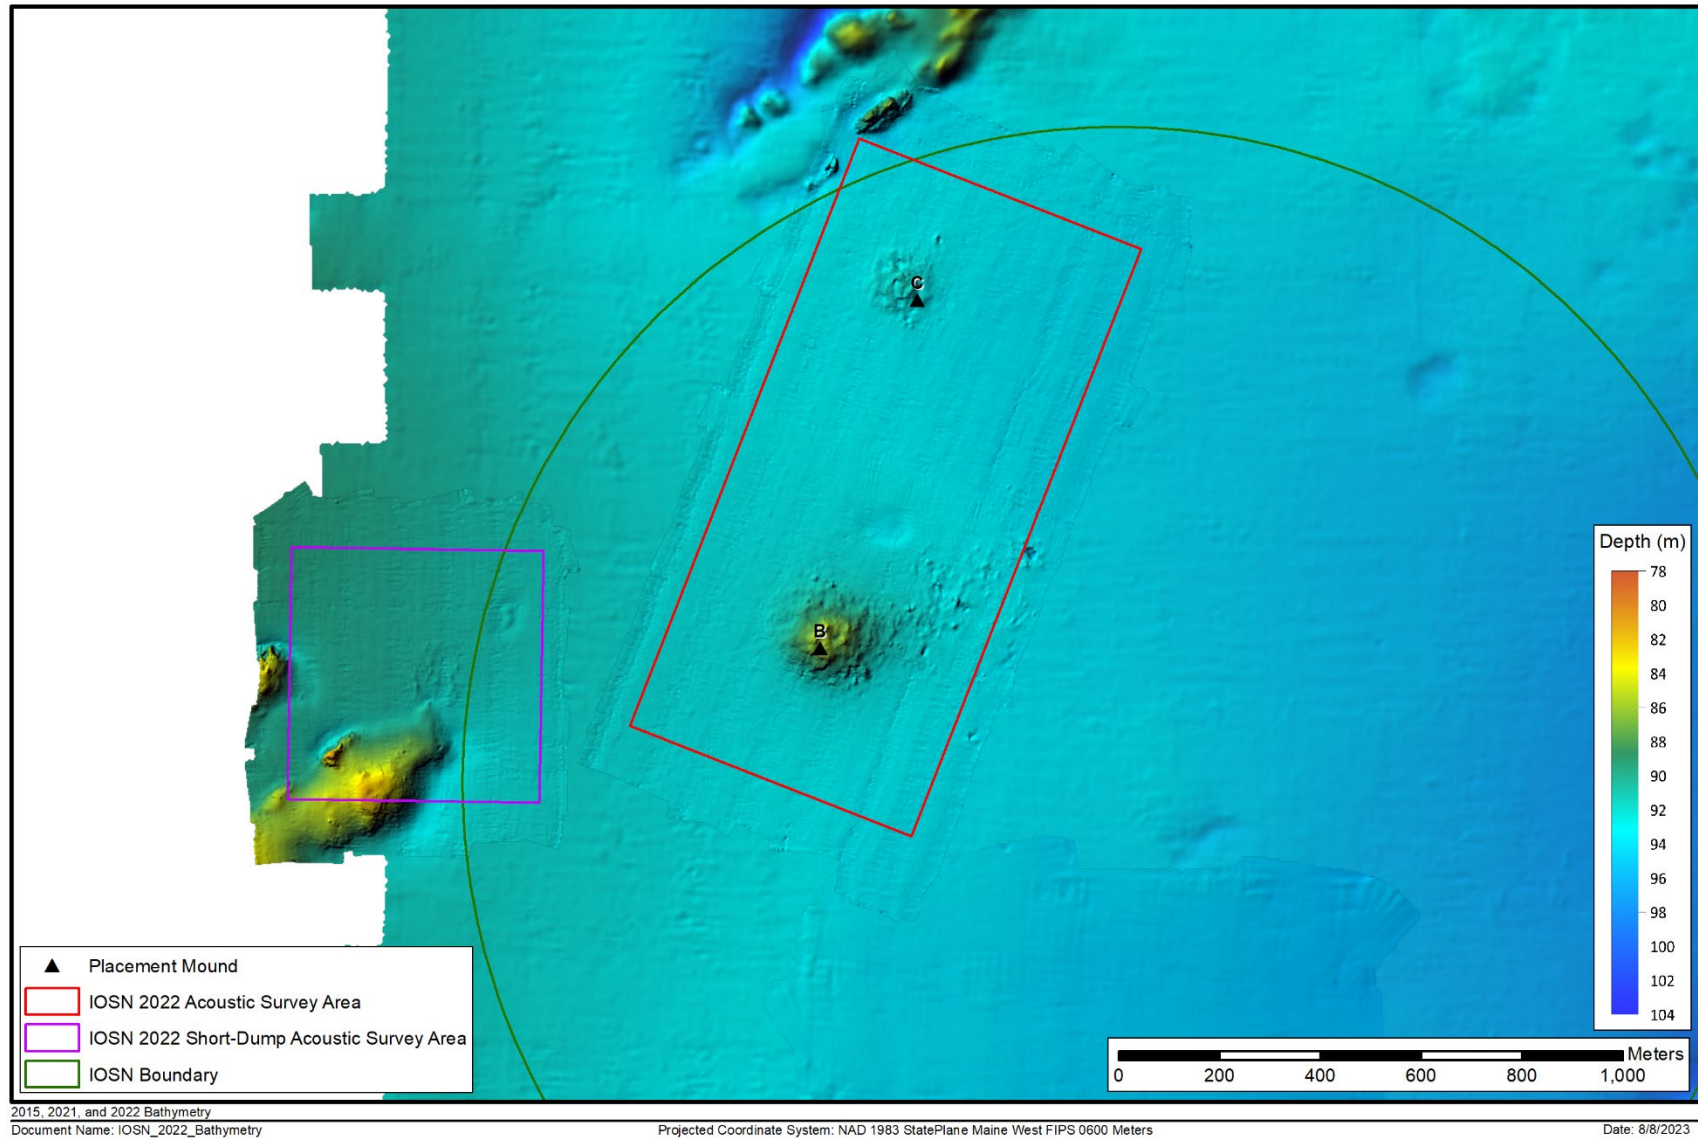 C
B
Depth (m)
78
80
82
84
86
88
90
92
94
96
98
100
102
104
Placement Mound
IOSN 2022 Acoustic Survey Area
IOSN 2022 Short-Dump Acoustic Survey Area
IOSN Boundary
Meters
0 200 400 600 800 1,000
2015, 2021, and 2022 Bathymetry
Document Name: IOSN_2022_Bathymetry Projected Coordinate System: NAD 1983 StatePlane Maine West FIPS 0600 Meters Date: 8/8/2023